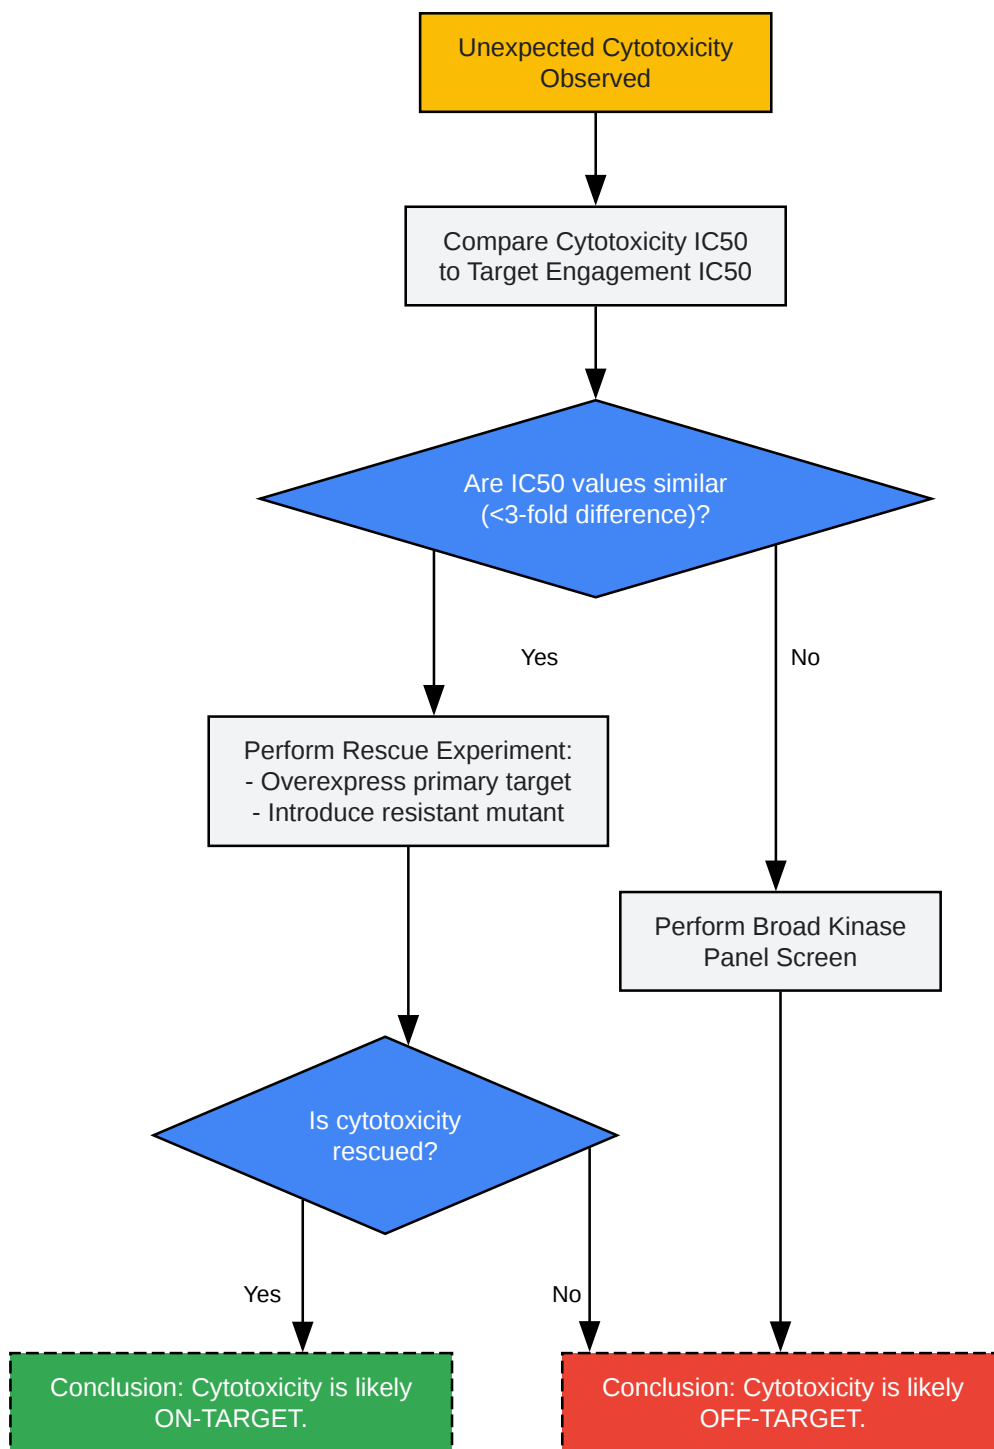 Unexpected Cytotoxicity
Observed
Compare Cytotoxicity IC50
to Target Engagement IC50
Are IC50 values similar
(<3-fold difference)?
Yes
No
Perform Rescue Experiment:
- Overexpress primary target
- Introduce resistant mutant
Perform Broad Kinase
Panel Screen
Is cytotoxicity
rescued?
Yes
No
Conclusion: Cytotoxicity is likely
ON-TARGET.
Conclusion: Cytotoxicity is likely
OFF-TARGET.